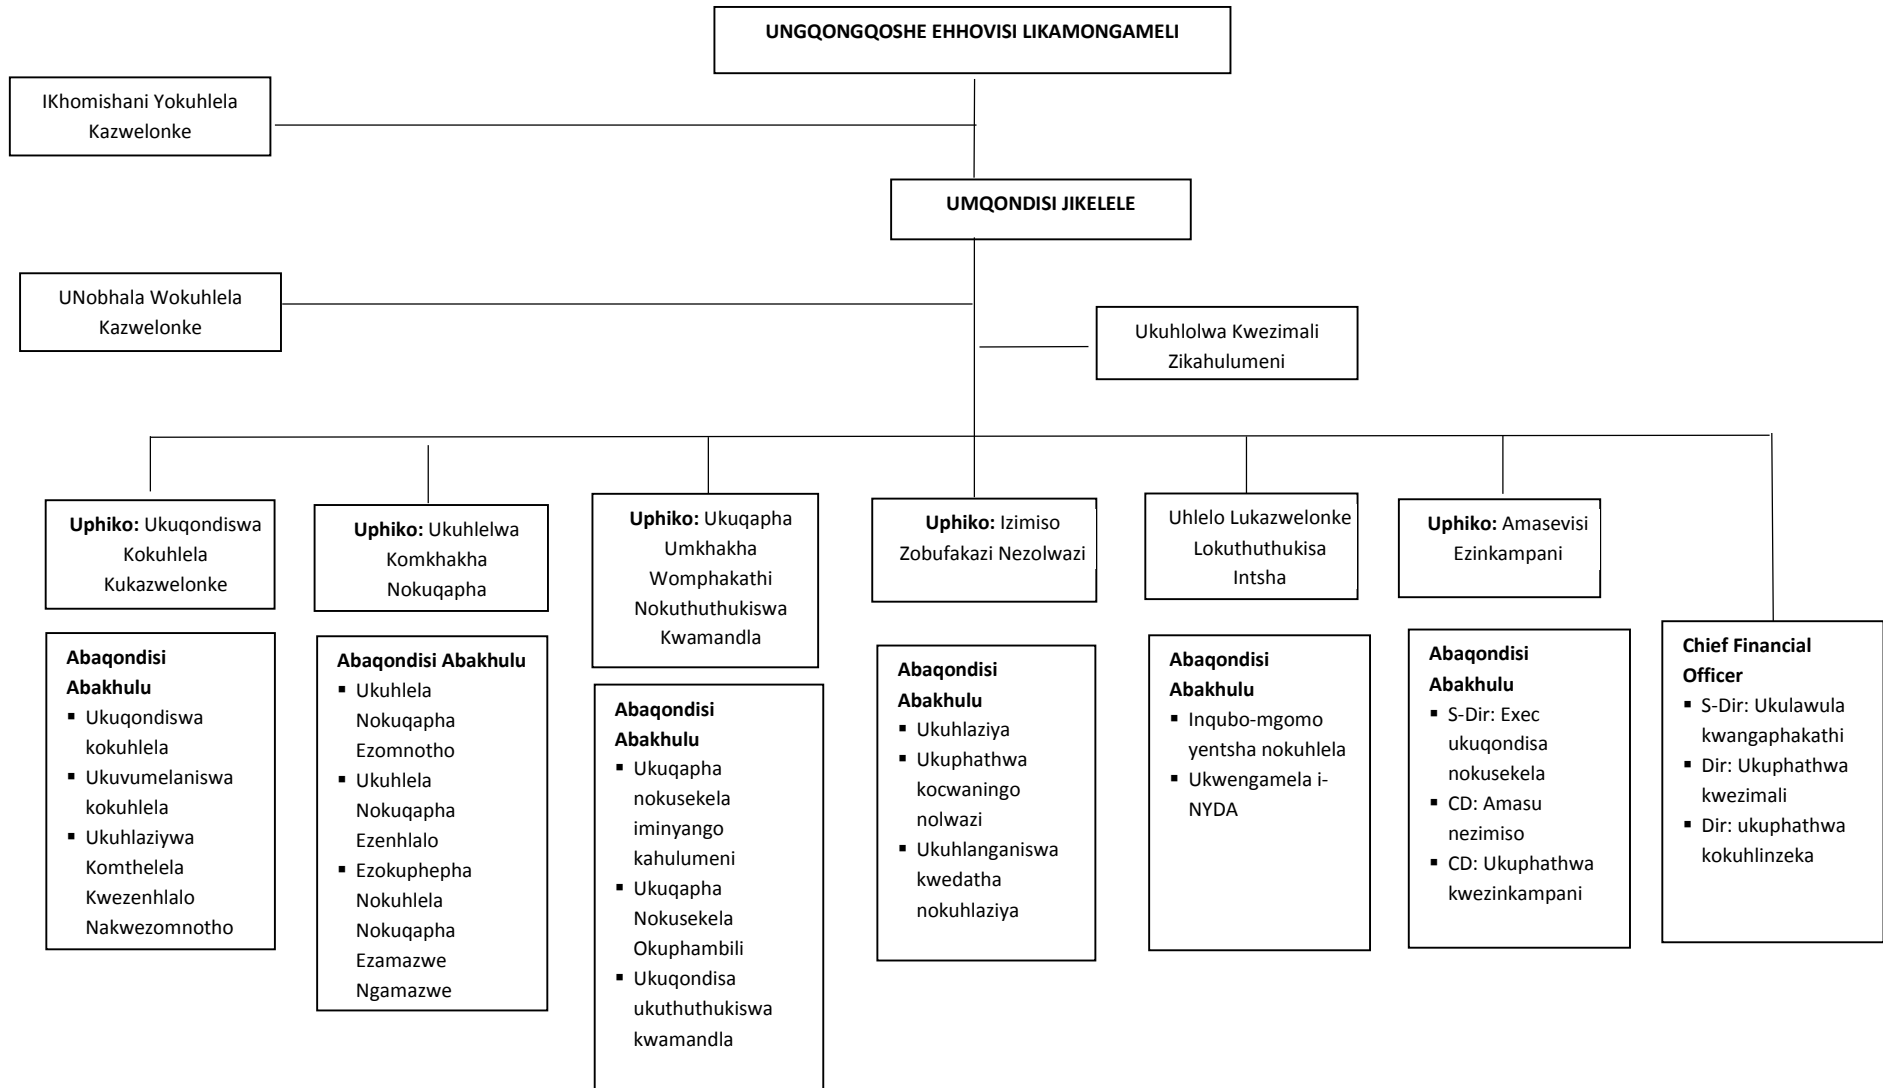 UNGQONGQOSHE EHHOVISI LIKAMONGAMELI
IKhomishani Yokuhlela
Kazwelonke
UMQONDISI JIKELELE
UNobhala Wokuhlela
Kazwelonke
Ukuhlolwa Kwezimali
Zikahulumeni
Uphiko: Ukuqondiswa
Kokuhlela
Kukazwelonke
Uphiko: Ukuhlelwa
Komkhakha
Nokuqapha
Uphiko: Ukuqapha
Umkhakha
Womphakathi
Nokuthuthukiswa
Kwamandla
Uphiko: Izimiso
Zobufakazi Nezolwazi
Uhlelo Lukazwelonke
Lokuthuthukisa
Intsha
Uphiko: Amasevisi
Ezinkampani
Abaqondisi
Abakhulu
▪ Ukuqondiswa
kokuhlela
▪ Ukuvumelaniswa
kokuhlela
▪ Ukuhlaziywa
Komthelela
Kwezenhlalo
Nakwezomnotho
Abaqondisi Abakhulu
▪ Ukuhlela
Nokuqapha
Ezomnotho
▪ Ukuhlela
Nokuqapha
Ezenhlalo
▪ Ezokuphepha
Nokuhlela
Nokuqapha
Ezamazwe
Ngamazwe
Abaqondisi
Abakhulu
▪ Ukuqapha
nokusekela
iminyango
kahulumeni
▪ Ukuqapha
Nokusekela
Okuphambili
▪ Ukuqondisa
ukuthuthukiswa
kwamandla
Abaqondisi
Abakhulu
▪ Ukuhlaziya
▪ Ukuphathwa
kocwaningo
nolwazi
▪ Ukuhlanganiswa
kwedatha
nokuhlaziya
Abaqondisi
Abakhulu
▪ Inqubo-mgomo
yentsha nokuhlela
▪ Ukwengamela i-
NYDA
Abaqondisi
Abakhulu
▪ S-Dir: Exec
ukuqondisa
nokusekela
▪ CD: Amasu
nezimiso
▪ CD: Ukuphathwa
kwezinkampani
Chief Financial
Officer
▪ S-Dir: Ukulawula
kwangaphakathi
▪ Dir: Ukuphathwa
kwezimali
▪ Dir: ukuphathwa
kokuhlinzeka